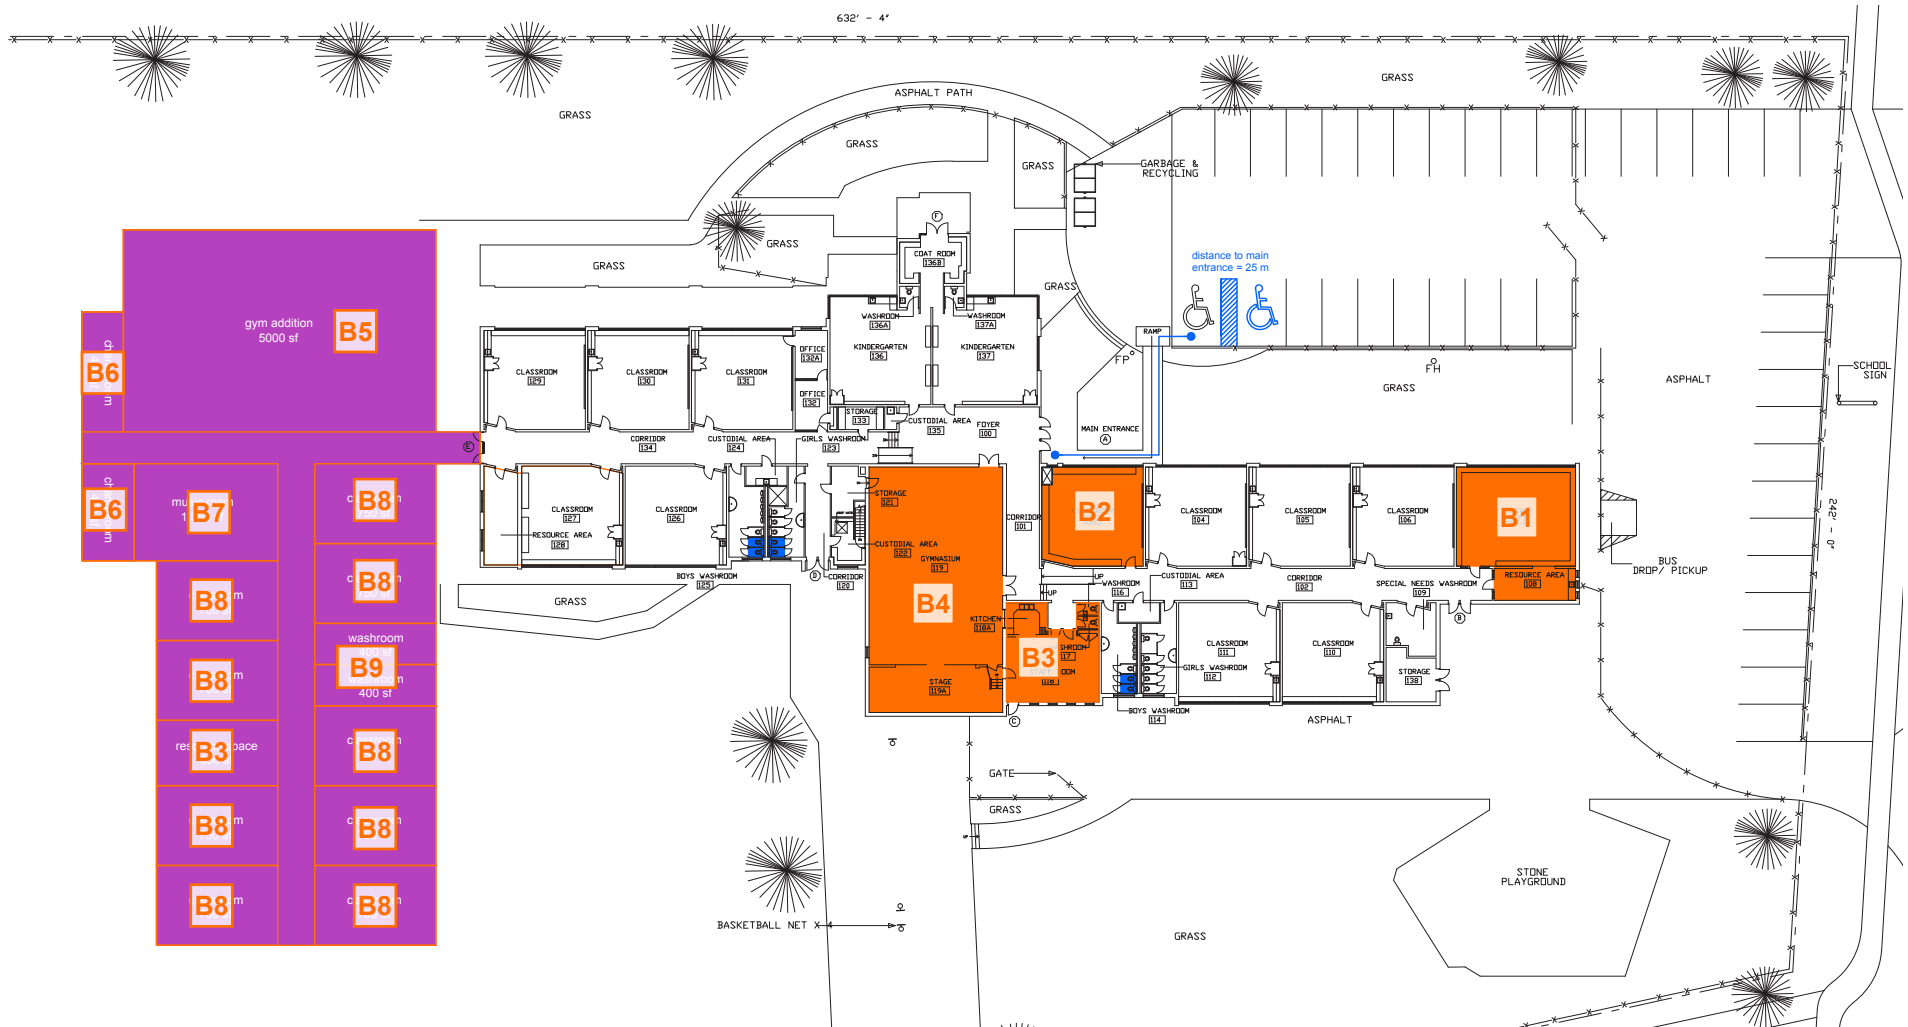 632' - 4"
GRASS
ASPHALT PATH
GRASS
GRASS
GRASS
GARBAGE &
RECYCLING
F
GRASS
GRASS
COAT ROOM
136B
distance to main
entrance = 25 m
GRASS
WASHROOM
136A
WASHROOM
137A
gym addition
5000 sf
B5
RAMP
KINDERGARTEN
136
KINDERGARTEN
137
OFFICE
132A
FP
FH
B6
CLASSROOM
129
CLASSROOM
130
CLASSROOM
131
ASPHALT
SCHOOL
SIGN
GRASS
OFFICE
132
STORAGE
133
CUSTODIAL AREA
135
FOYER
100
MAIN ENTRANCE
A
E
CORRIDOR
134
CUSTODIAL AREA
124
GIRLS WASHROOM
123
B6
B7
B8
STORAGE
121
CLASSROOM
127
CLASSROOM
126
RESOURCE AREA
128
CORRIDOR
101
B2
CLASSROOM
104
CLASSROOM
105
CLASSROOM
106
B1
242' - 0"
CUSTODIAL AREA
122
GYMNASIUM
119
BUS
DROP/ PICKUP
BOYS WASHROOM
125
D
CORRIDOR
120
UP
UP
WASHROOM
116
CUSTODIAL AREA
113
CORRIDOR
102
SPECIAL NEEDS WASHROOM
109
RESOURCE AREA
108
B8
B8
GRASS
B4
KITCHEN
118A
B
washroom
400 sf
B9
400 sf
B3
117
118
CLASSROOM
111
CLASSROOM
110
GIRLS WASHROOM
112
STORAGE
138
B8
STAGE
119A
BOYS WASHROOM
114
C
ASPHALT
B3
B8
GATE
GRASS
B8
B8
STONE
PLAYGROUND
B8
B8
BASKETBALL NET X 4
GRASS